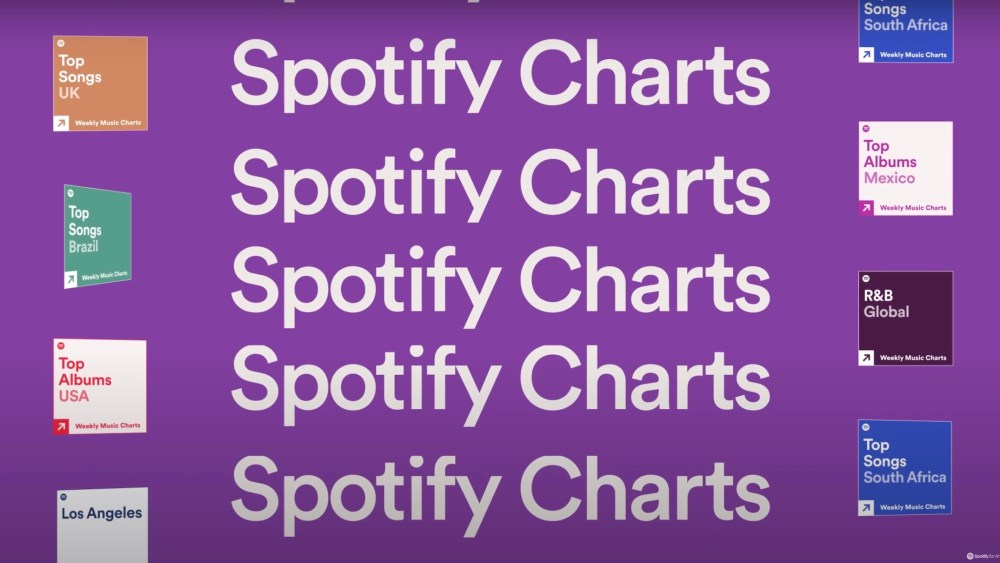 Top
Songs
UK
Weekly Music Charts
Top
Songs
Brazil
Weekly Music Charts
Top
Albums
USA
Weekly Music Charts
Los Angeles
Spotify Charts
Spotify Charts
Spotify Charts
Spotify Charts
Spotify Charts
Songs
South Africa
Weekly Music Charts
Top
Albums
Mexico
Weekly Music Charts
R&B
Global
Weekly Music Charts
Top
Songs
South Africa
Weekly Music Charts
Spotify for